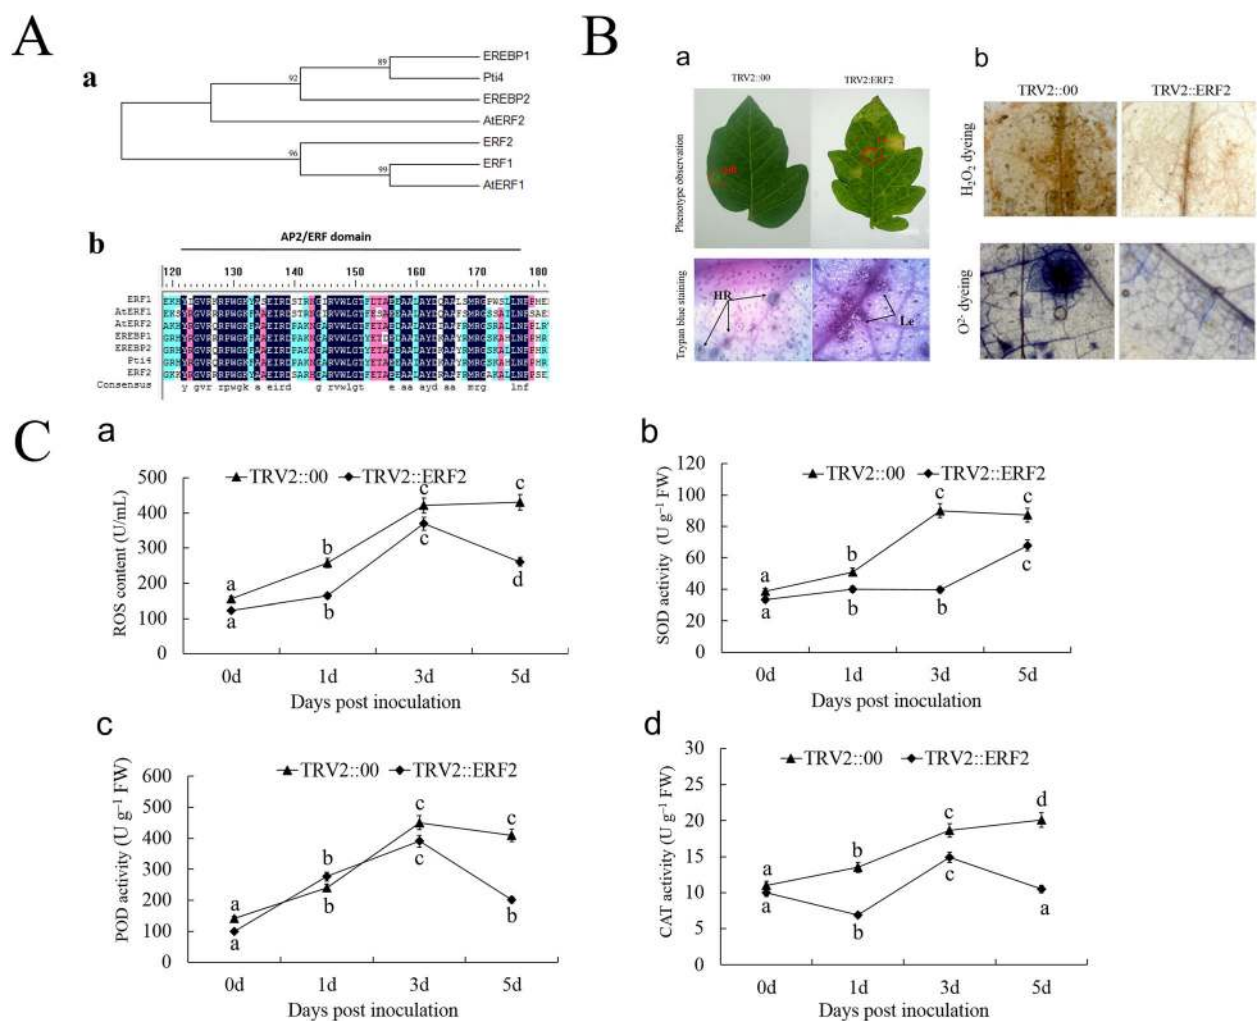 A
a
EREBP1
89
Pti4
92
EREBP2
AtERF2
ERF2
96
ERF1
99
AtERF1
b
AP2/ERF domain
120 130 140 150 160 170 180
ERF1
AtERF1
AtERF2
EREBP1
EREBP2
Pti4
ERF2
Consensus y gvr rpwgk a eird g rvwlgt e aa ayd aa mrg lnf
B
a
TRV2::00 TRV2:ERF2
Phenotype observation
Trypan blue staining
HR
Le
b
TRV2::00 TRV2::ERF2
H₂O₂ dyeing
O²⁻ dyeing
C
a
TRV2::00 TRV2::ERF2
ROS content (U/mL)
500
400
300
200
100
0
a b c c
a b c d
0d 1d 3d 5d
Days post inoculation
b
TRV2::00 TRV2::ERF2
SOD activity (U g⁻¹ FW)
120
100
80
60
40
20
0
a b c c
a b b c
0d 1d 3d 5d
Days post inoculation
c
TRV2::00 TRV2::ERF2
POD activity (U g⁻¹ FW)
600
500
400
300
200
100
0
a b c c
a b c b
0d 1d 3d 5d
Days post inoculation
d
TRV2::00 TRV2::ERF2
CAT activity (U g⁻¹ FW)
30
25
20
15
10
5
0
a b c d
a b c a
0d 1d 3d 5d
Days post inoculation